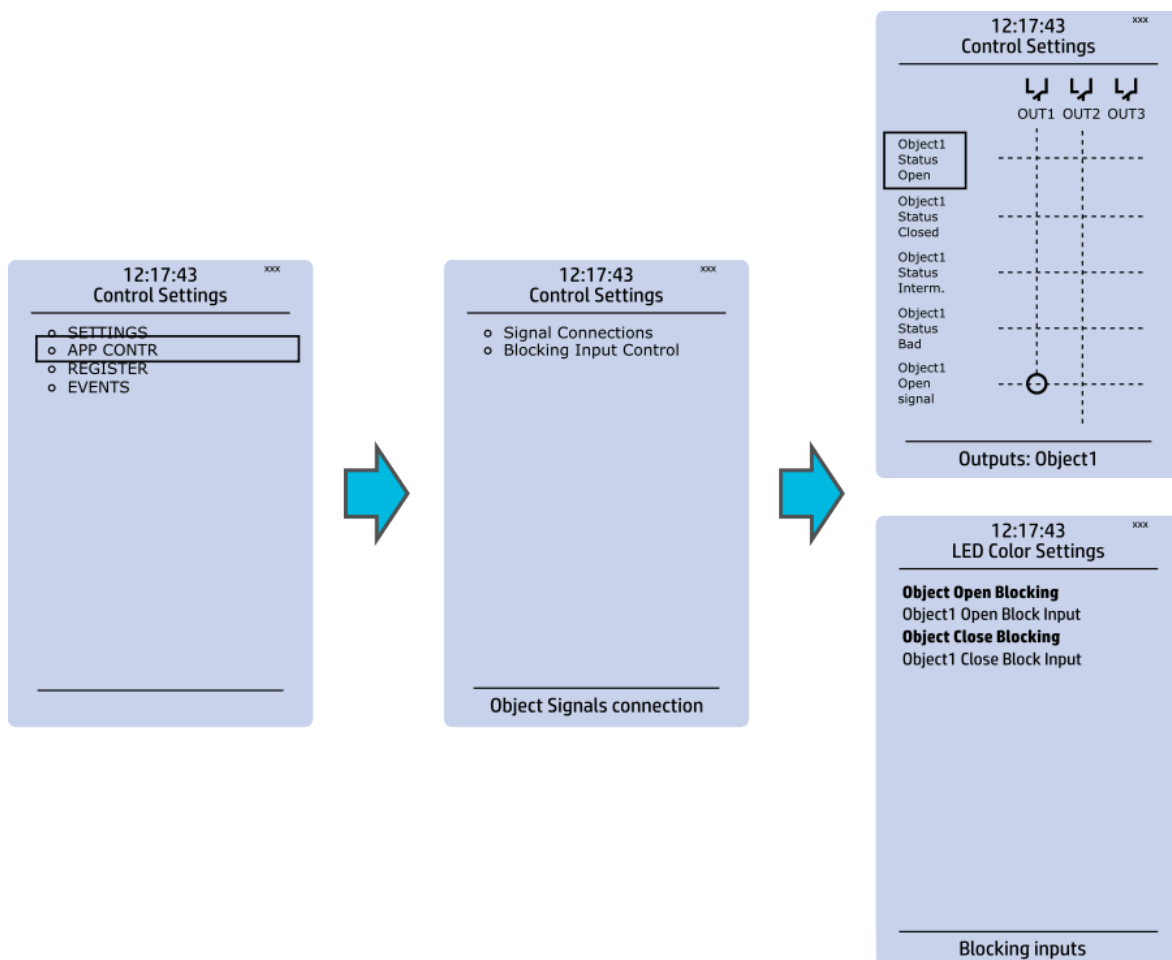 12:17:43 xxx
Control Settings
SETTINGS
APP CONTR
REGISTER
EVENTS
12:17:43 xxx
Control Settings
Signal Connections
Blocking Input Control
Object Signals connection
12:17:43 xxx
Control Settings
OUT1 OUT2 OUT3
Object1
Status
Open
Object1
Status
Closed
Object1
Status
Interm.
Object1
Status
Bad
Object1
Open
signal
Outputs: Object1
12:17:43 xxx
LED Color Settings
Object Open Blocking
Object1 Open Block Input
Object Close Blocking
Object1 Close Block Input
Blocking inputs